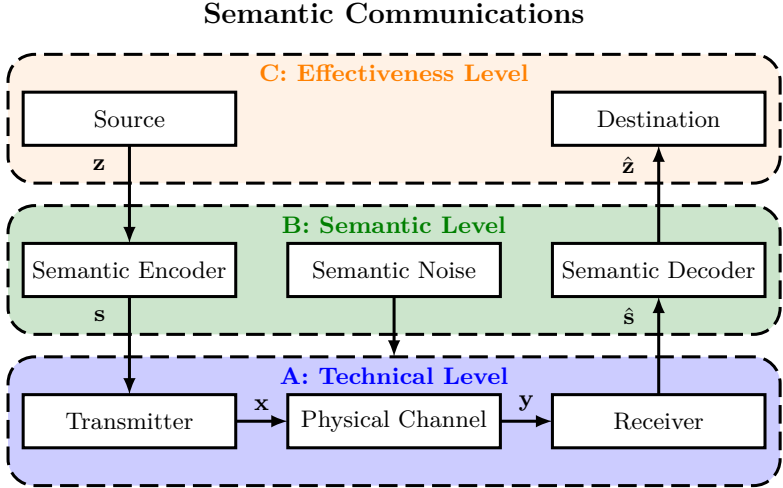 Semantic Communications
C: Effectiveness Level
Source
Destination
z
ẑ
B: Semantic Level
Semantic Encoder
Semantic Noise
Semantic Decoder
s
ŝ
A: Technical Level
x
y
Transmitter
Physical Channel
Receiver